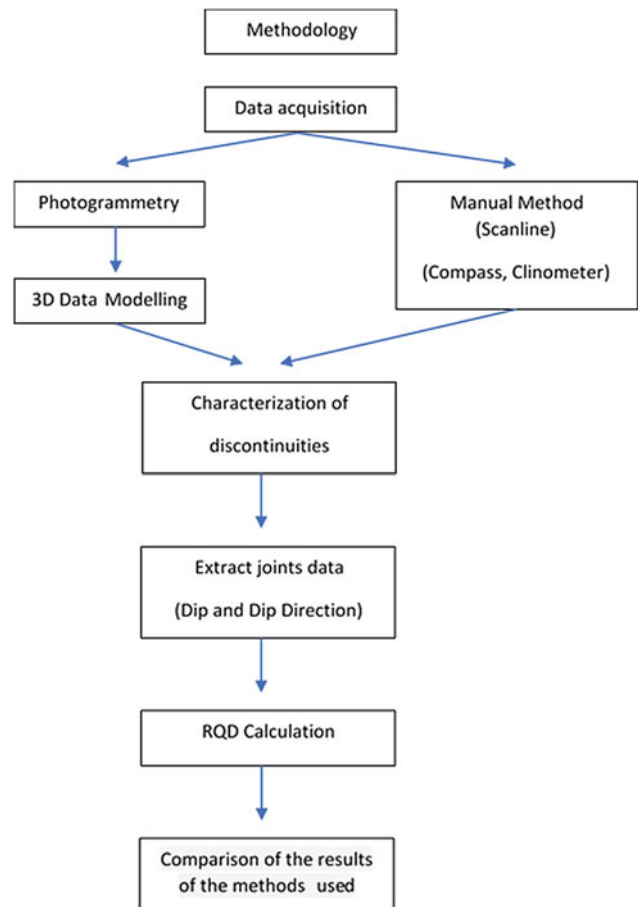 Methodology
Data acquisition
Photogrammetry
Manual Method
(Scanline)
(Compass, Clinometer)
3D Data Modelling
Characterization of
discontinuities
Extract joints data
(Dip and Dip Direction)
RQD Calculation
Comparison of the results
of the methods used